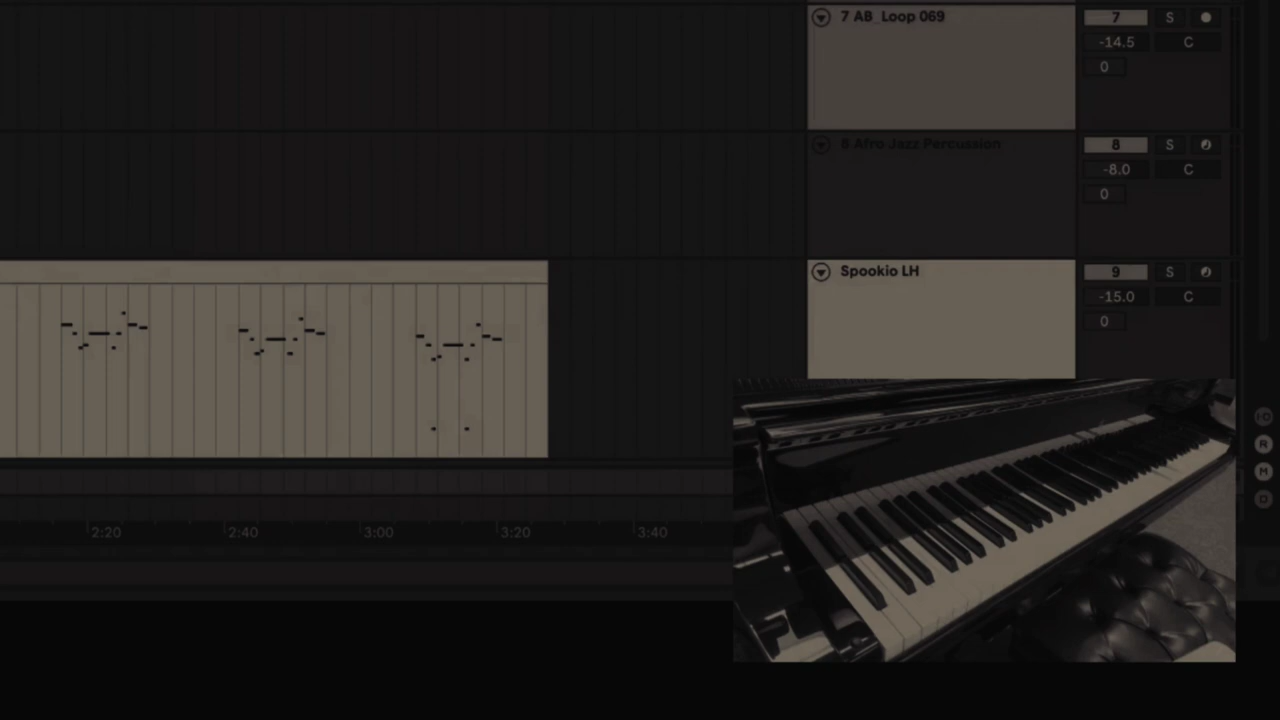 7 AB_Loop 069
7 S
-14.5 C
0
8 Afro Jazz Percussion
8 S
-8.0 C
0
Spookio LH
9 S
-15.0 C
0
R
M
2:20 2:40 3:00 3:20 3:40